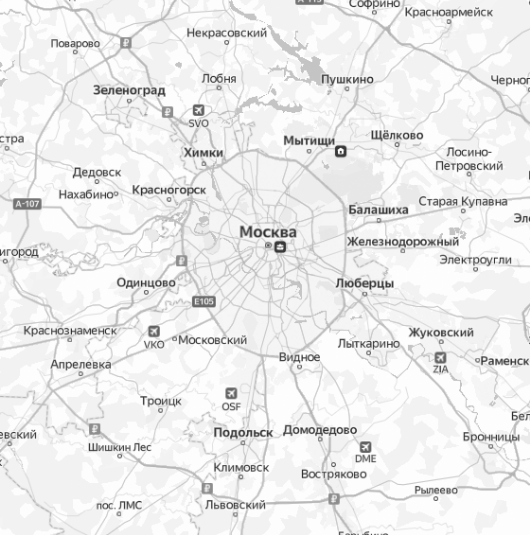 Софрино
Красноармейск
Некрасовский
Поварово
Лобня
Пушкино
Зеленоград
SVO
Мытищи
Щёлково
Химки
Лосино-
Петровский
Дедовск
Нахабино
Красногорск
А-107
Старая Купавна
Балашиха
Москва
Железнодорожный
Электроугли
Одинцово
Люберцы
E105
Краснознаменск
VKO
Московский
Жуковский
Лыткарино
Видное
ZIA
Апрелевка
Троицк
OSF
Подольск
Домодедово
DME
Бронницы
Шишкин Лес
Климовск
Востряково
Рылеево
пос. ЛМС
Львовский